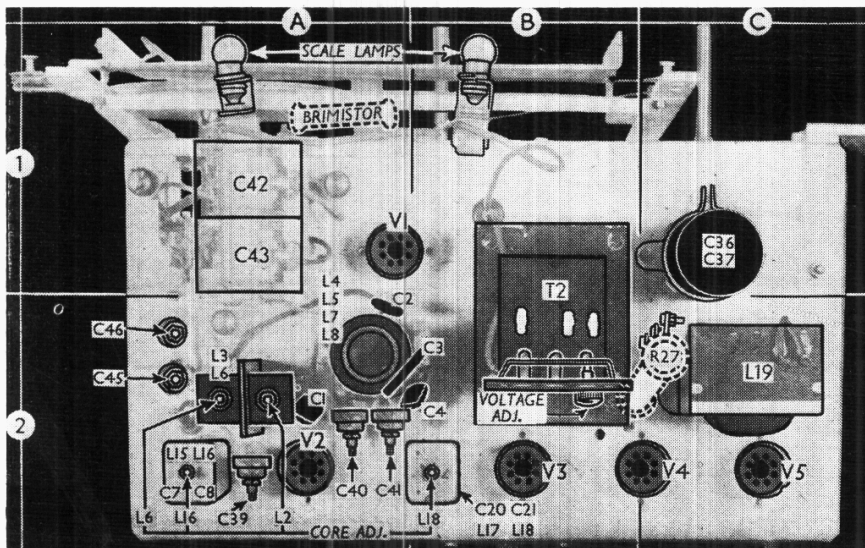 A
B
C
SCALE LAMPS
BRIMISTOR
1
C42
V1
C43
C36
C37
T2
L4
L5
L7
L8
C2
C46
R27
C3
L3
L6
L19
C45
C1
C4
VOLTAGE
ADJ.
2
V2
V3
V4
V5
L15 L16
C7 C8
C40
C41
C20 C21
L6
L16
C39
L2
L18
L17 L18
CORE ADJ.